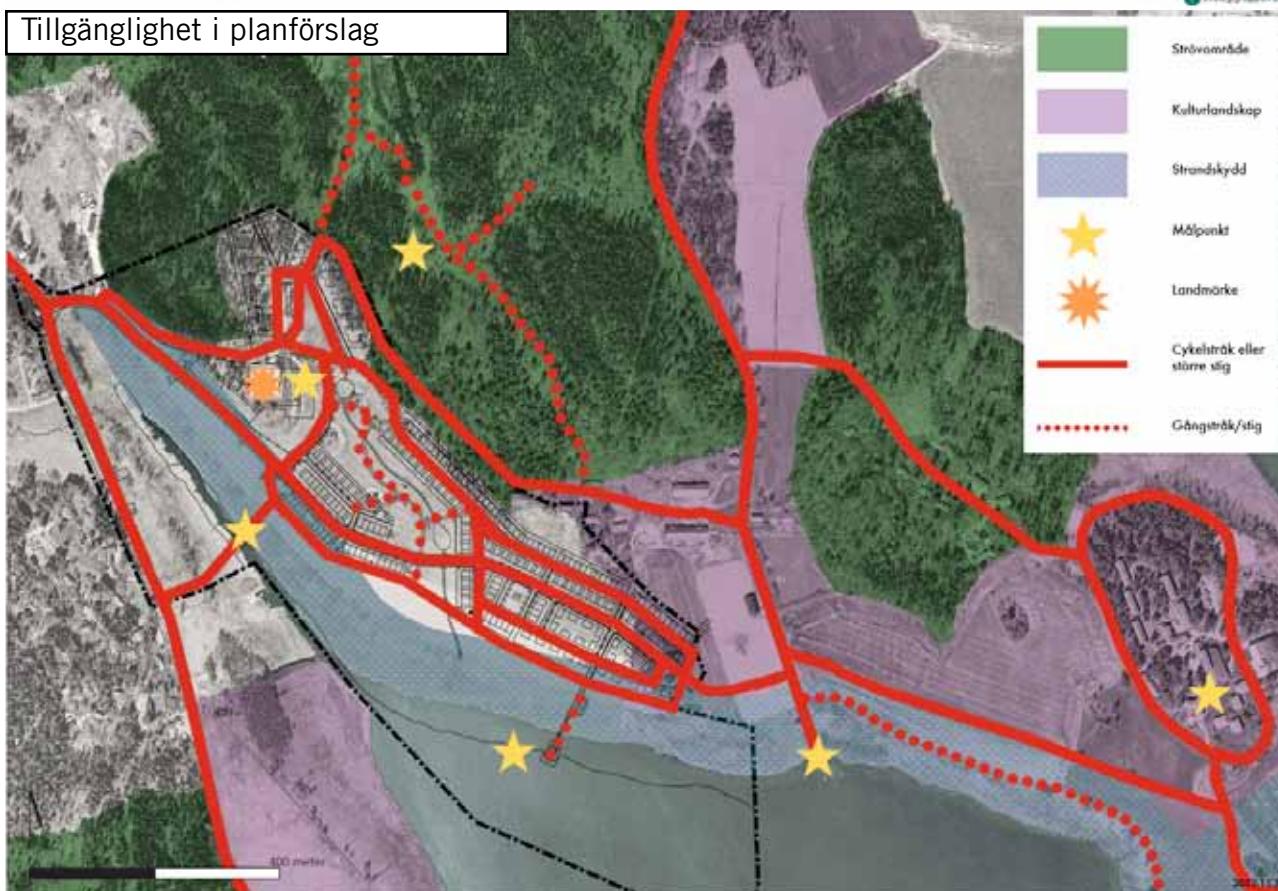 Tillgänglighet i planförslag
Strövområde
Kulturlandskap
Strandskydd
Målpunkt
Landmärke
Cykelstråk eller
större stig
Gångstråk/stig
400 meter